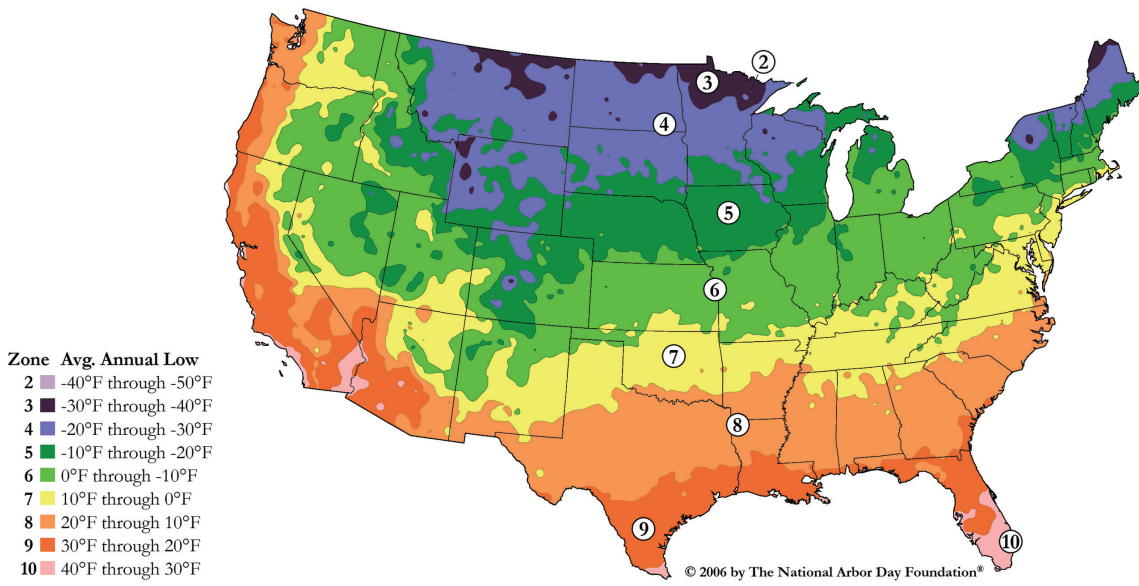 2
3
4
5
6
7
8
9
10
Zone Avg. Annual Low
2 -40°F through -50°F
3 -30°F through -40°F
4 -20°F through -30°F
5 -10°F through -20°F
6 0°F through -10°F
7 10°F through 0°F
8 20°F through 10°F
9 30°F through 20°F
10 40°F through 30°F
© 2006 by The National Arbor Day Foundation®